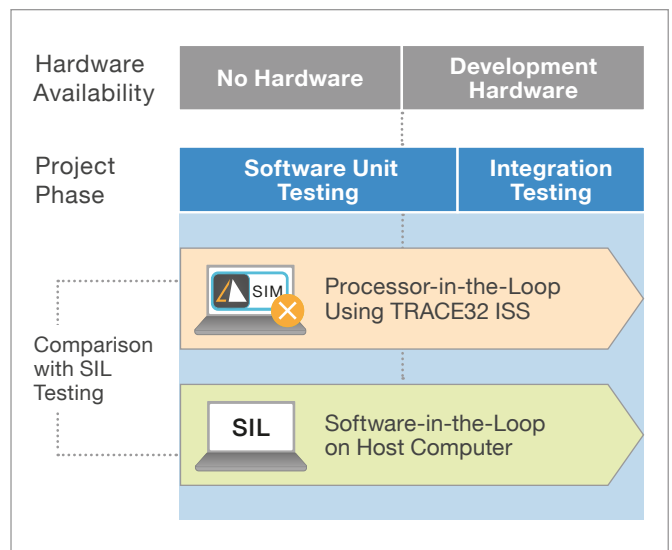 Hardware
Availability
No Hardware
Development
Hardware
Project
Phase
Software Unit
Testing
Integration
Testing
SIM
Processor-in-the-Loop
Using TRACE32 ISS
Comparison
with SIL
Testing
SIL
Software-in-the-Loop
on Host Computer